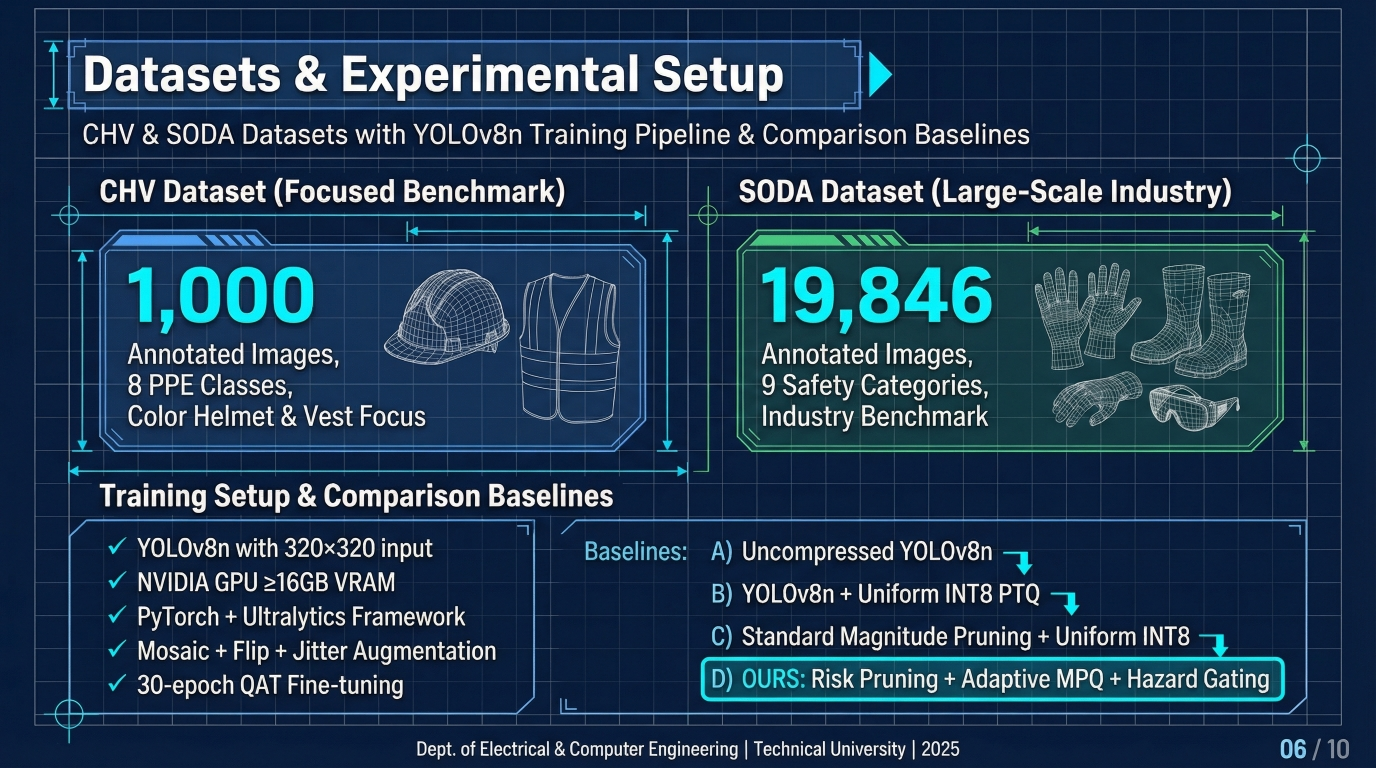 Datasets & Experimental Setup
CHV & SODA Datasets with YOLOv8n Training Pipeline & Comparison Baselines
CHV Dataset (Focused Benchmark)
1,000
Annotated Images,
8 PPE Classes,
Color Helmet & Vest Focus
SODA Dataset (Large-Scale Industry)
19,846
Annotated Images,
9 Safety Categories,
Industry Benchmark
Training Setup & Comparison Baselines
✓ YOLOv8n with 320×320 input
✓ NVIDIA GPU ≥16GB VRAM
✓ PyTorch + Ultralytics Framework
✓ Mosaic + Flip + Jitter Augmentation
✓ 30-epoch QAT Fine-tuning
Baselines: A) Uncompressed YOLOv8n
B) YOLOv8n + Uniform INT8 PTQ
C) Standard Magnitude Pruning + Uniform INT8
D) OURS: Risk Pruning + Adaptive MPQ + Hazard Gating
Dept. of Electrical & Computer Engineering | Technical University | 2025
06 / 10